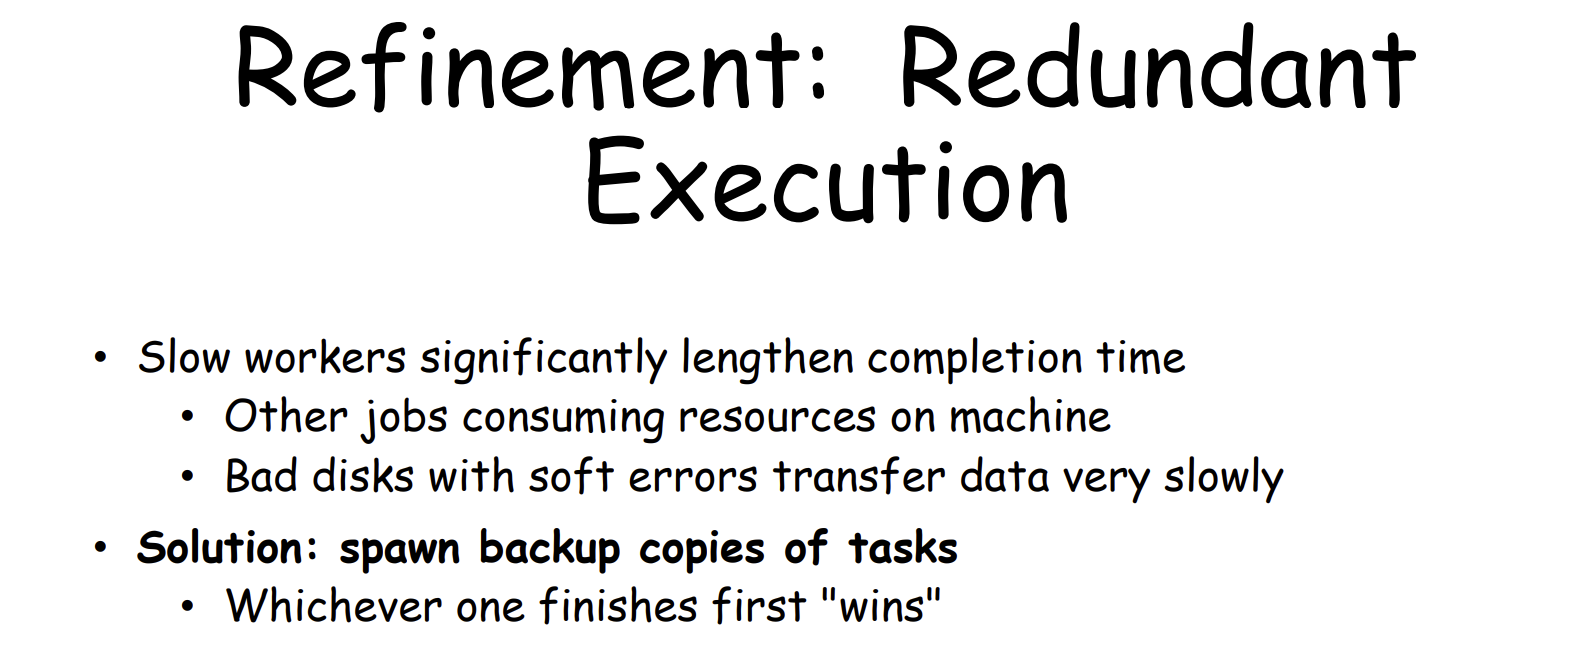 Refinement: Redundant
Execution
• Slow workers significantly lengthen completion time
• Other jobs consuming resources on machine
• Bad disks with soft errors transfer data very slowly
• Solution: spawn backup copies of tasks
• Whichever one finishes first "wins"